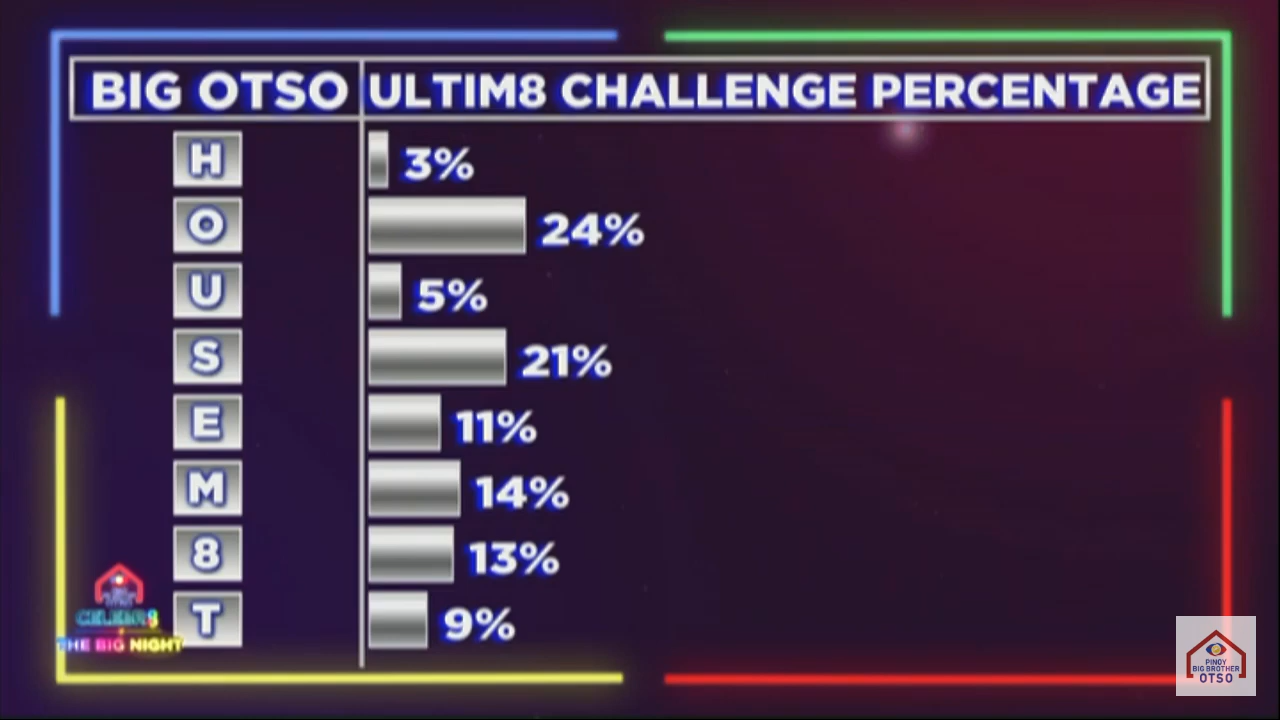 BIG OTSO ULTIM8 CHALLENGE PERCENTAGE
H 3%
O 24%
U 5%
S 21%
E 11%
M 14%
8 13%
T 9%
CELEBR8
THE BIG NIGHT
PINOY
BIG BROTHER
OTSO